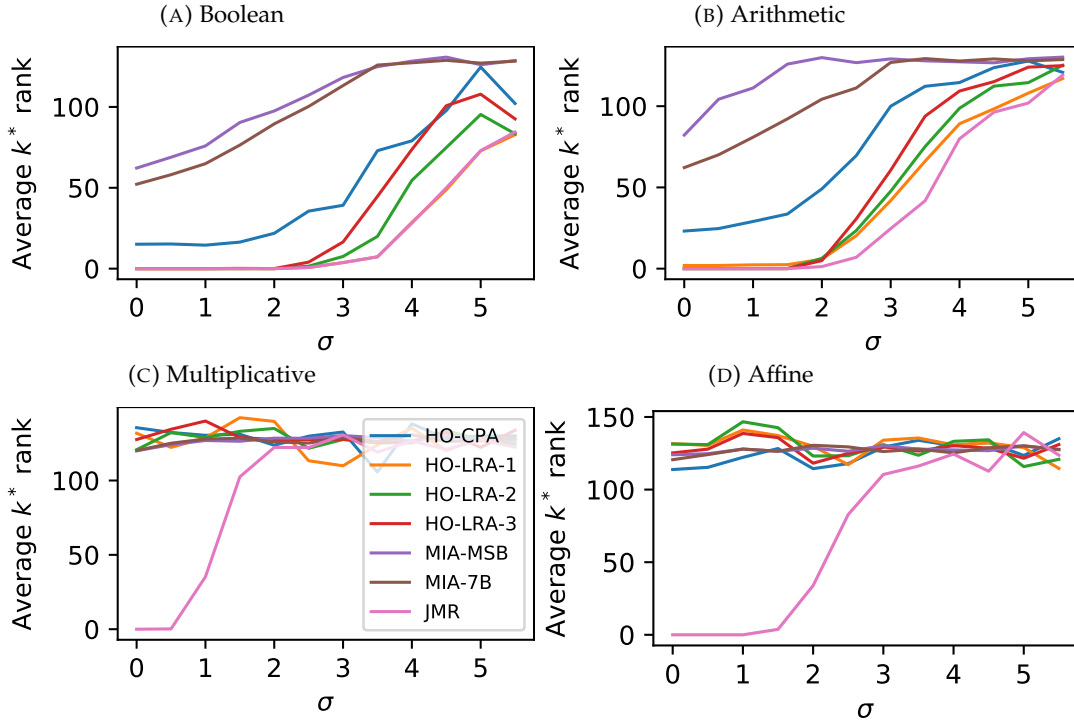 (A) Boolean
(B) Arithmetic
Average k* rank
100
50
0
0 1 2 3 4 5
σ
Average k* rank
100
50
0
0 1 2 3 4 5
σ
(C) Multiplicative
(D) Affine
Average k* rank
100
50
0
0 1 2 3 4 5
σ
HO-CPA
HO-LRA-1
HO-LRA-2
HO-LRA-3
MIA-MSB
MIA-7B
JMR
Average k* rank
150
100
50
0
0 1 2 3 4 5
σ